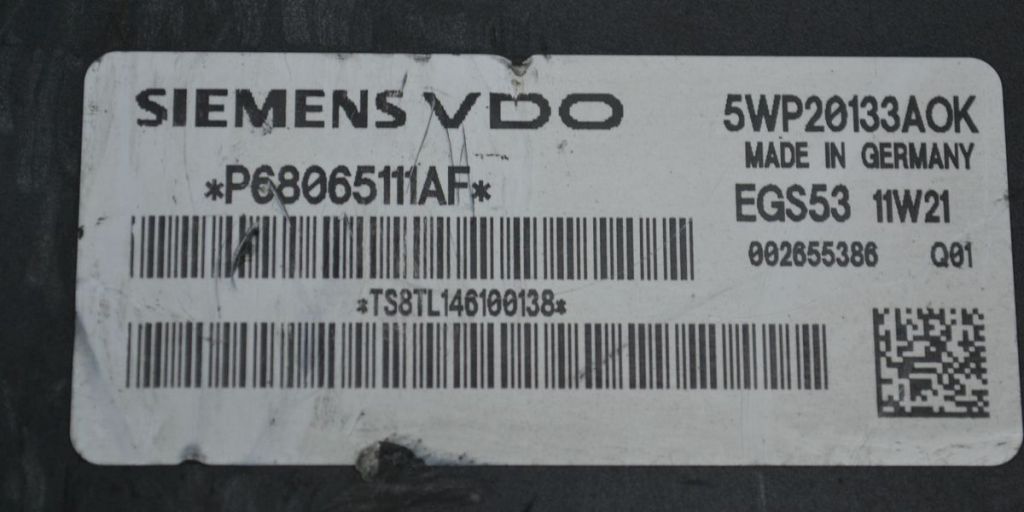 SIEMENS VDO
5WP20133AOK
MADE IN GERMANY
*P68065111AF*
EGS53 11W21
002655386 Q01
*TS8TL146100138*